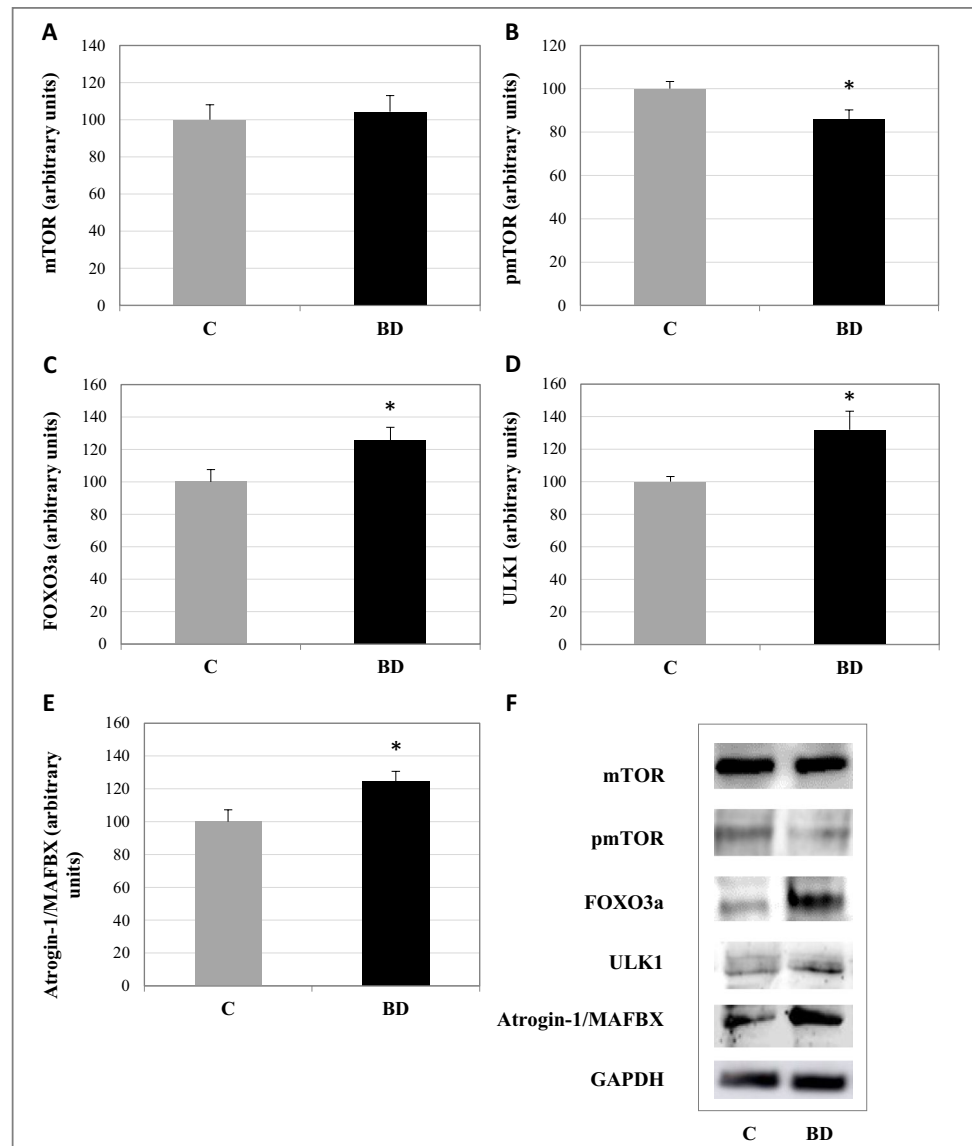 A
mTOR (arbitrary units)
140
120
100
80
60
40
20
0
C
BD
B
pmTOR (arbitrary units)
120
100
80
60
40
20
0
*
C
BD
C
FOXO3a (arbitrary units)
160
140
120
100
80
60
40
20
0
*
C
BD
D
ULK1 (arbitrary units)
160
140
120
100
80
60
40
20
0
*
C
BD
E
Atrogin-1/MAFBX (arbitrary
units)
160
140
120
100
80
60
40
20
0
*
C
BD
F
mTOR
pmTOR
FOXO3a
ULK1
Atrogin-1/MAFBX
GAPDH
C
BD